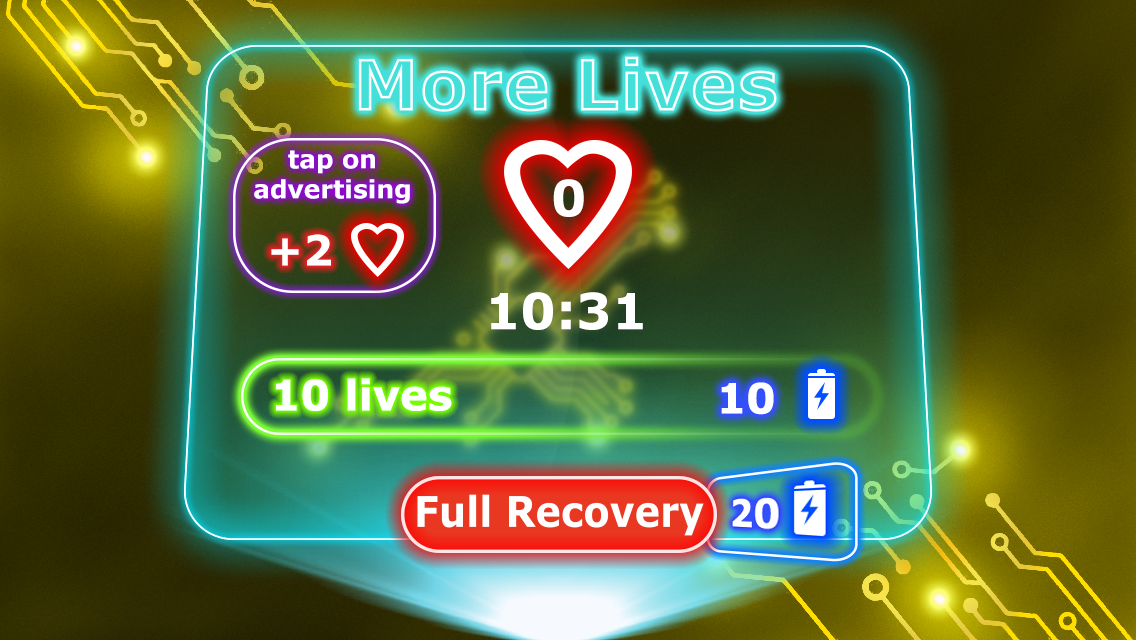 More Lives
tap on
advertising
+2
0
10:31
10 lives 10
Full Recovery 20